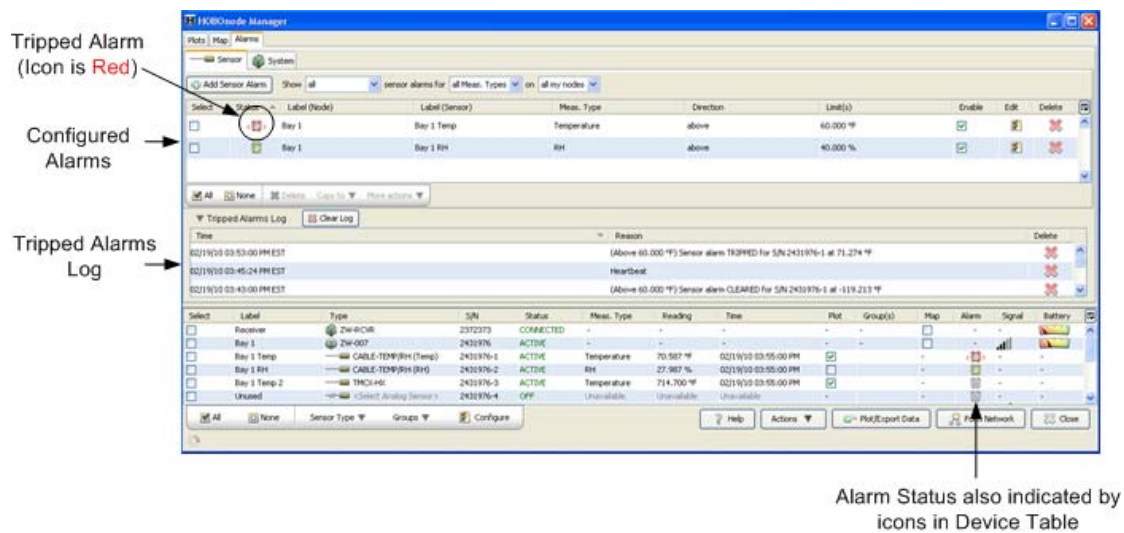 HOBOnode Manager
Plots Map Alarms
Tripped Alarm
(Icon is Red)
Sensor System
Add Sensor Alarm Show all sensor alarms for all Meas. Types on all my nodes
Select Status Label (Node) Label (Sensor) Meas. Type Direction Limit(s) Enable Edit Delete
Bay 1 Bay 1 Temp Temperature above 60.000 °F
Configured
Alarms
Bay 1 Bay 1 RH RH above 40.000 %
All None Delete Copy to More actions
Tripped Alarms Log Clear Log
Tripped Alarms
Log
Time Reason Delete
02/19/10 03:53:00 PM EST (Above 60.000 °F) Sensor alarm TRIPPED for S/N 2431976-1 at 71.274 °F
02/19/10 03:45:24 PM EST Heartbeat
02/19/10 03:43:00 PM EST (Above 60.000 °F) Sensor alarm CLEARED for S/N 2431976-1 at -119.213 °F
Select Label Type S/N Status Meas. Type Reading Time Plot Group(s) Map Alarm Signal Battery
Receiver ZW-RCVR 2372373 CONNECTED - - - - - - -
Bay 1 ZW-007 2431976 ACTIVE - - - - - -
Bay 1 Temp CABLE-TEMP/RH (Temp) 2431976-1 ACTIVE Temperature 70.587 °F 02/19/10 03:55:00 PM - - -
Bay 1 RH CABLE-TEMP/RH (RH) 2431976-2 ACTIVE RH 27.987 % 02/19/10 03:55:00 PM - - -
Bay 1 Temp 2 TMCx-HX 2431976-3 ACTIVE Temperature 714.700 °F 02/19/10 03:55:00 PM - - -
Unused <Select Analog Sensor> 2431976-4 OFF Unavailable Unavailable Unavailable - - - - -
All None Sensor Type Groups Configure Help Actions Plot/Export Data Form Network Close
Alarm Status also indicated by
icons in Device Table